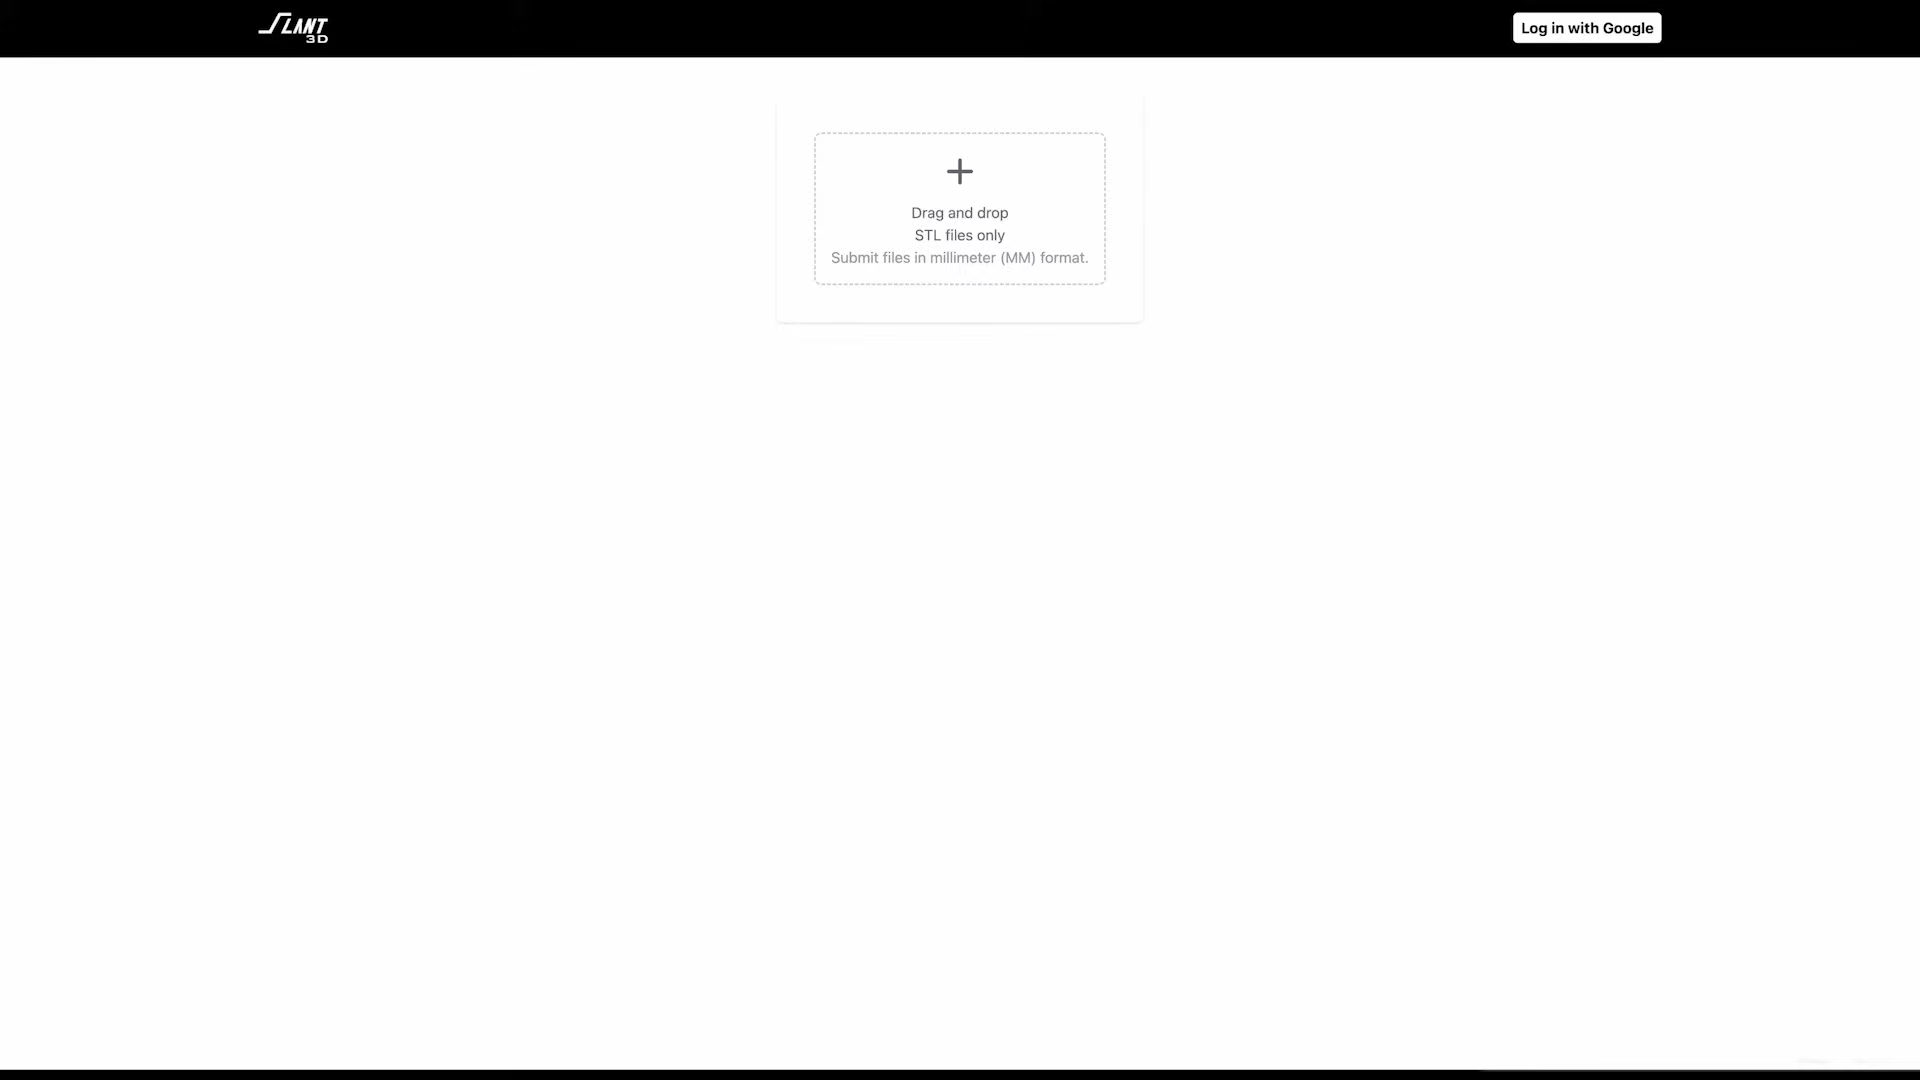 SLANT
3D
Log in with Google
Drag and drop
STL files only
Submit files in millimeter (MM) format.